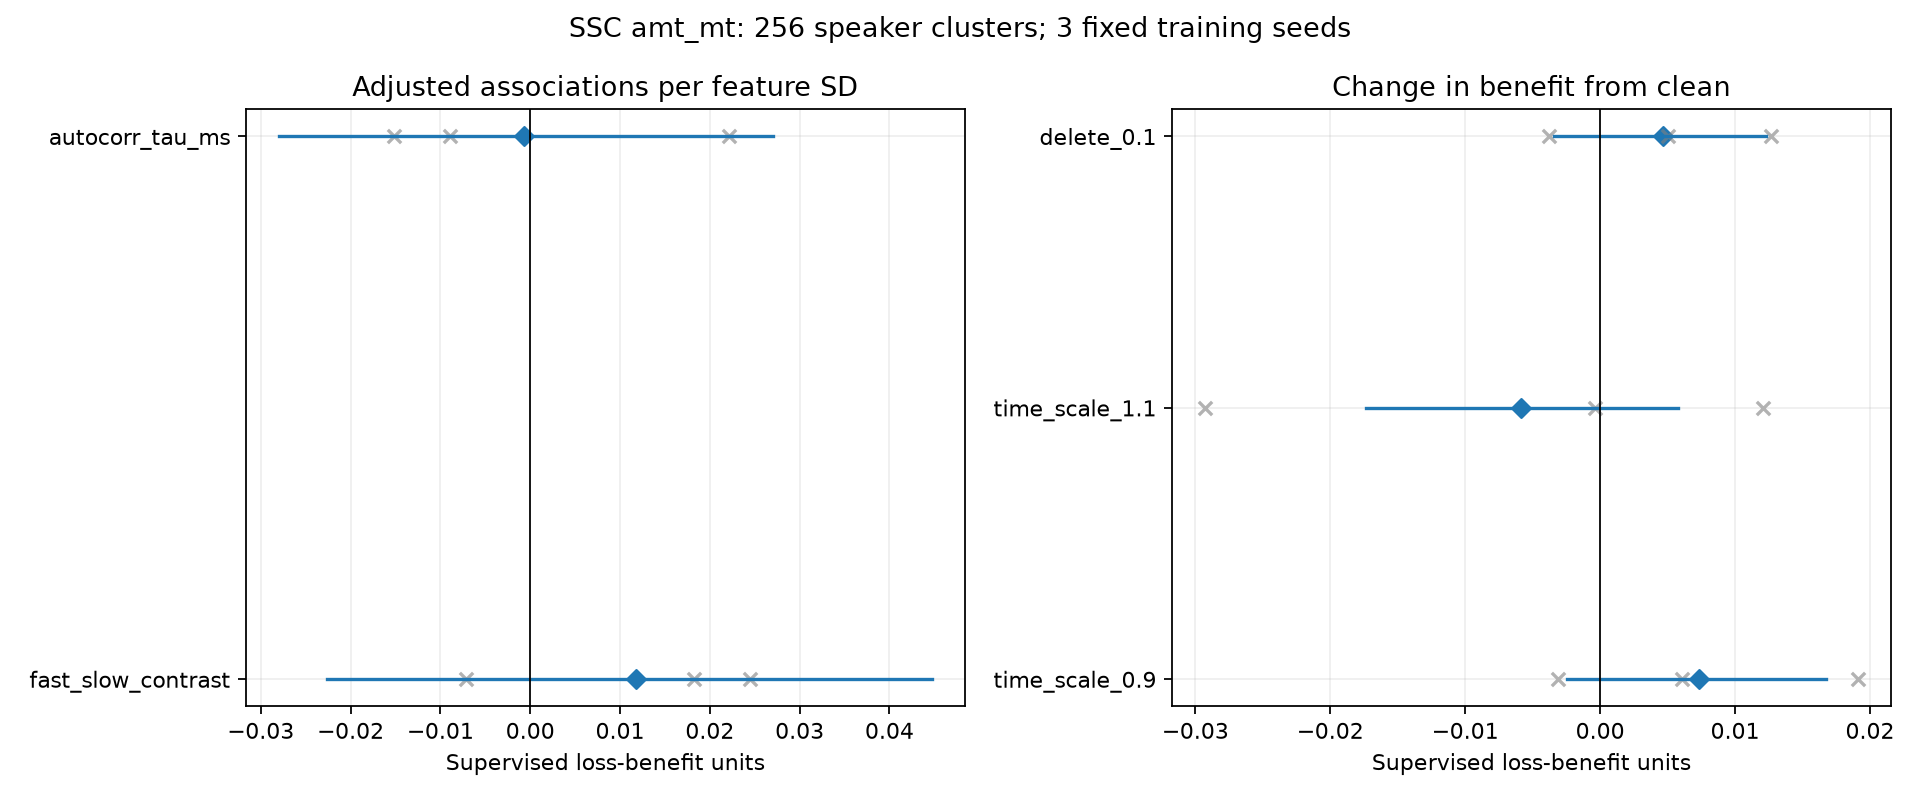 SSC amt_mt: 256 speaker clusters; 3 fixed training seeds
Adjusted associations per feature SD
autocorr_tau_ms
fast_slow_contrast
−0.03 −0.02 −0.01 0.00 0.01 0.02 0.03 0.04
Supervised loss-benefit units
Change in benefit from clean
delete_0.1
time_scale_1.1
time_scale_0.9
−0.03 −0.02 −0.01 0.00 0.01 0.02
Supervised loss-benefit units